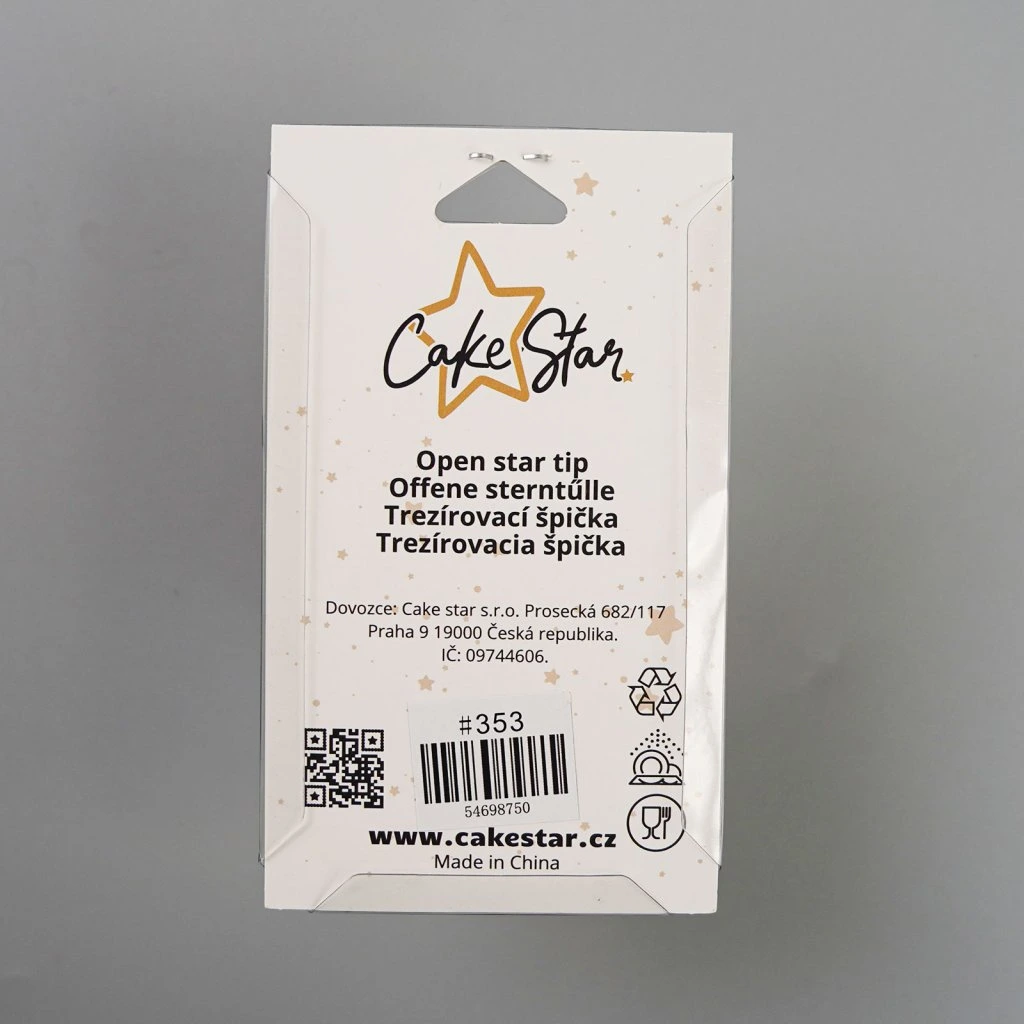 Cake Star
Open star tip
Offene sterntűlle
Trezírovací špička
Trezírovacia špička
Dovozce: Cake star s.r.o. Prosecká 682/117
Praha 9 19000 Česká republika.
IČ: 09744606.
#353
54698750
www.cakestar.cz
Made in China